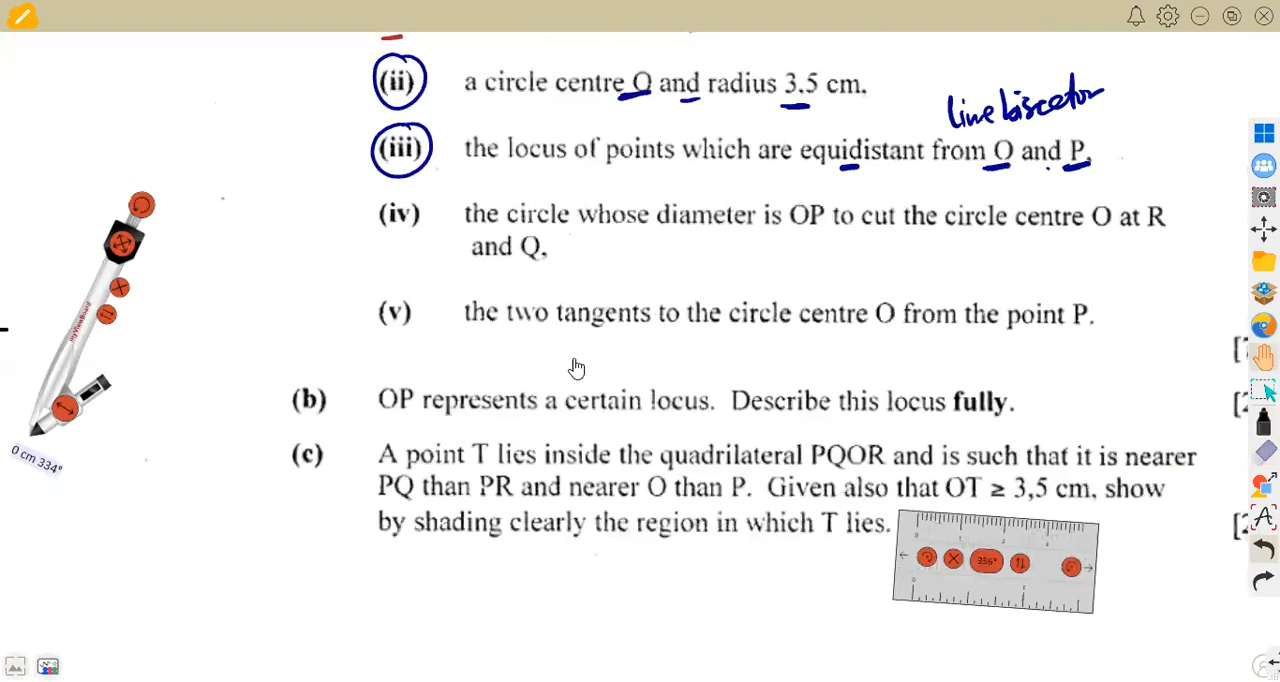 (ii) a circle centre O and radius 3.5 cm,
line bisector
(iii) the locus of points which are equidistant from O and P,
(iv) the circle whose diameter is OP to cut the circle centre O at R
and Q,
(v) the two tangents to the circle centre O from the point P.
(b) OP represents a certain locus. Describe this locus fully.
(c) A point T lies inside the quadrilateral PQOR and is such that it is nearer
PQ than PR and nearer O than P. Given also that OT ≥ 3,5 cm, show
by shading clearly the region in which T lies.
0 cm 334°
myViewBoard
356°